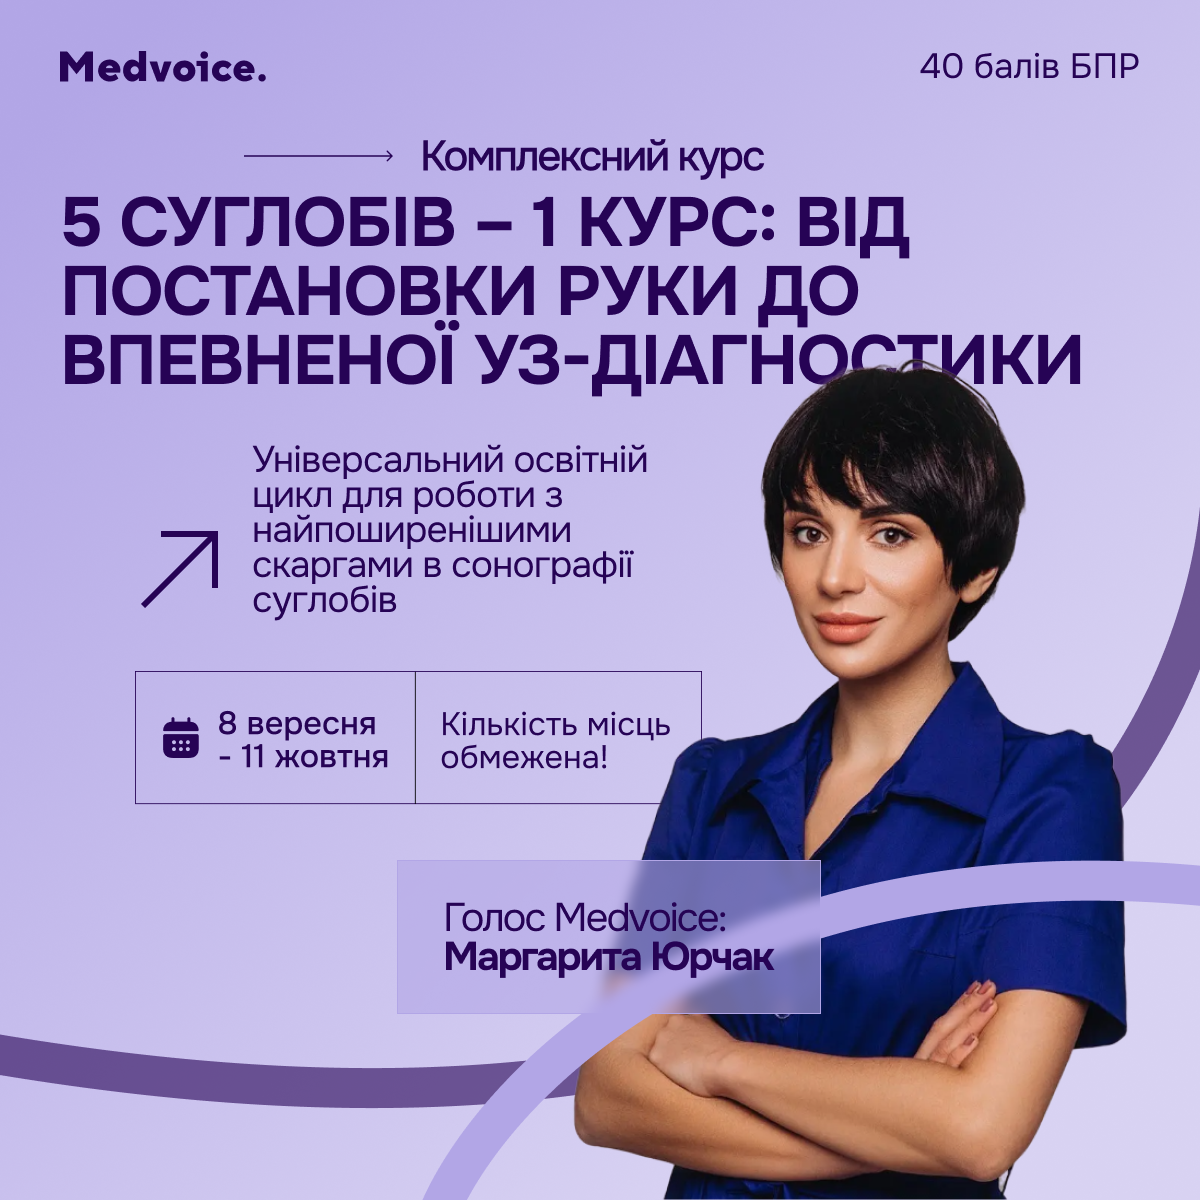 Medvoice.
40 балів БПР
Комплексний курс
5 СУГЛОБІВ – 1 КУРС: ВІД
ПОСТАНОВКИ РУКИ ДО
ВПЕВНЕНОЇ УЗ-ДІАГНОСТИКИ
Універсальний освітній
цикл для роботи з
найпоширенішими
скаргами в сонографії
суглобів
8 вересня
- 11 жовтня
Кількість місць
обмежена!
Голос Medvoice:
Маргарита Юрчак